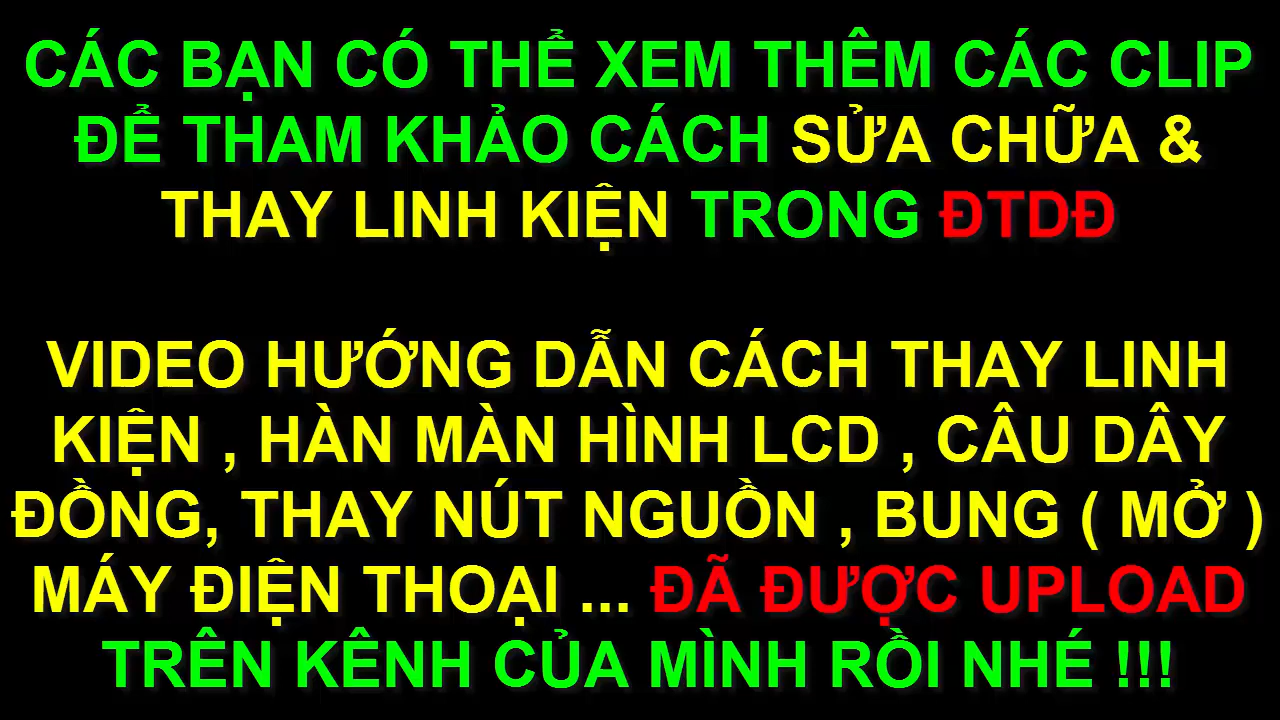 CÁC BẠN CÓ THỂ XEM THÊM CÁC CLIP
ĐỂ THAM KHẢO CÁCH SỬA CHỮA &
THAY LINH KIỆN TRONG ĐTDĐ
VIDEO HƯỚNG DẪN CÁCH THAY LINH
KIỆN , HÀN MÀN HÌNH LCD , CÂU DÂY
ĐỒNG, THAY NÚT NGUỒN , BUNG ( MỞ )
MÁY ĐIỆN THOẠI ... ĐÃ ĐƯỢC UPLOAD
TRÊN KÊNH CỦA MÌNH RỒI NHÉ !!!